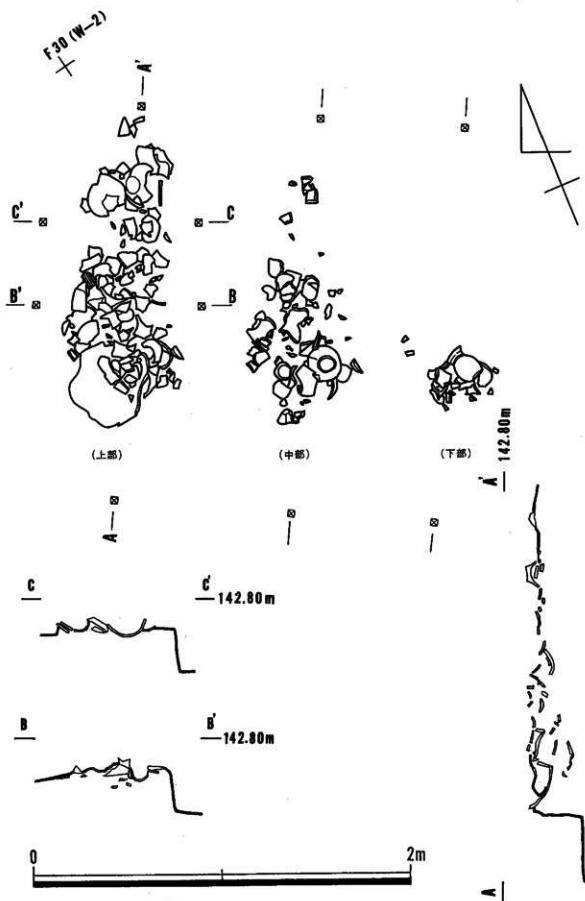 F30 (W-2)
A'
C'
C
B'
B
(上部)
(中部)
(下部)
A' 142.80m
A
C
C' 142.80m
B
B' 142.80m
0
2m
A